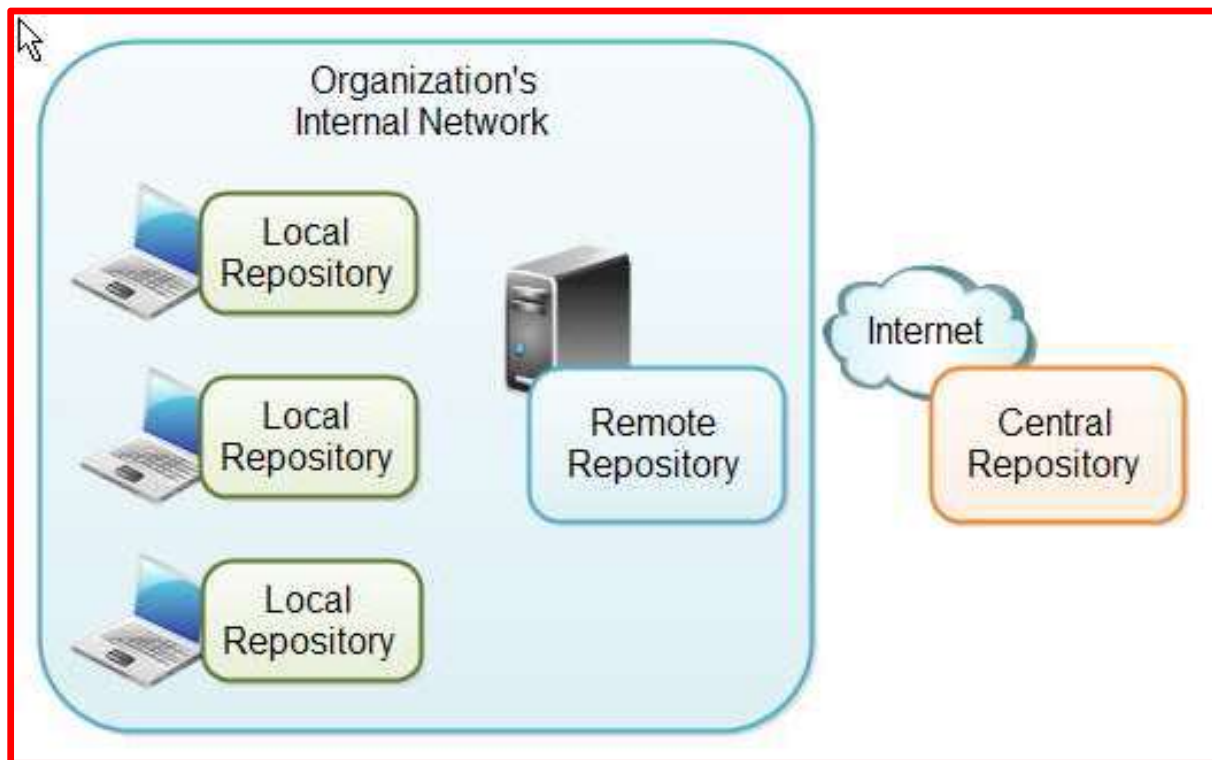 Organization's
Internal Network
Local
Repository
Local
Repository
Local
Repository
Remote
Repository
Internet
Central
Repository